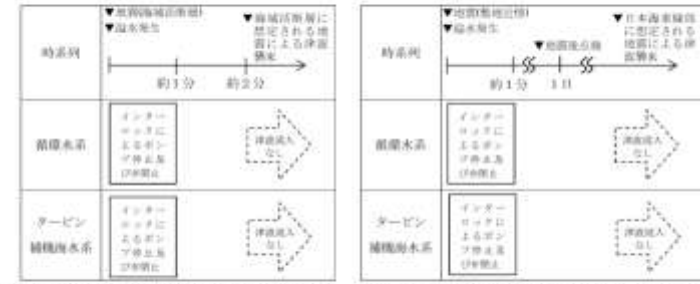 時系列
▼地震(海域活断層)
▼溢水発生
▼海域活断層に
想定される地
震による津波
襲来
約1分
約2分
循環水系
インター
ロックに
よるポン
プ停止及
び弁閉止
津波流入
なし
タービン
補機海水系
インター
ロックに
よるポン
プ停止及
び弁閉止
津波流入
なし
時系列
▼地震(敷地近傍)
▼溢水発生
▼地震後点検
▼日本海東縁部
に想定される
地震による津
波襲来
約1分
1日
循環水系
インター
ロックに
よるポン
プ停止及
び弁閉止
津波流入
なし
タービン
補機海水系
インター
ロックに
よるポン
プ停止及
び弁閉止
津波流入
なし